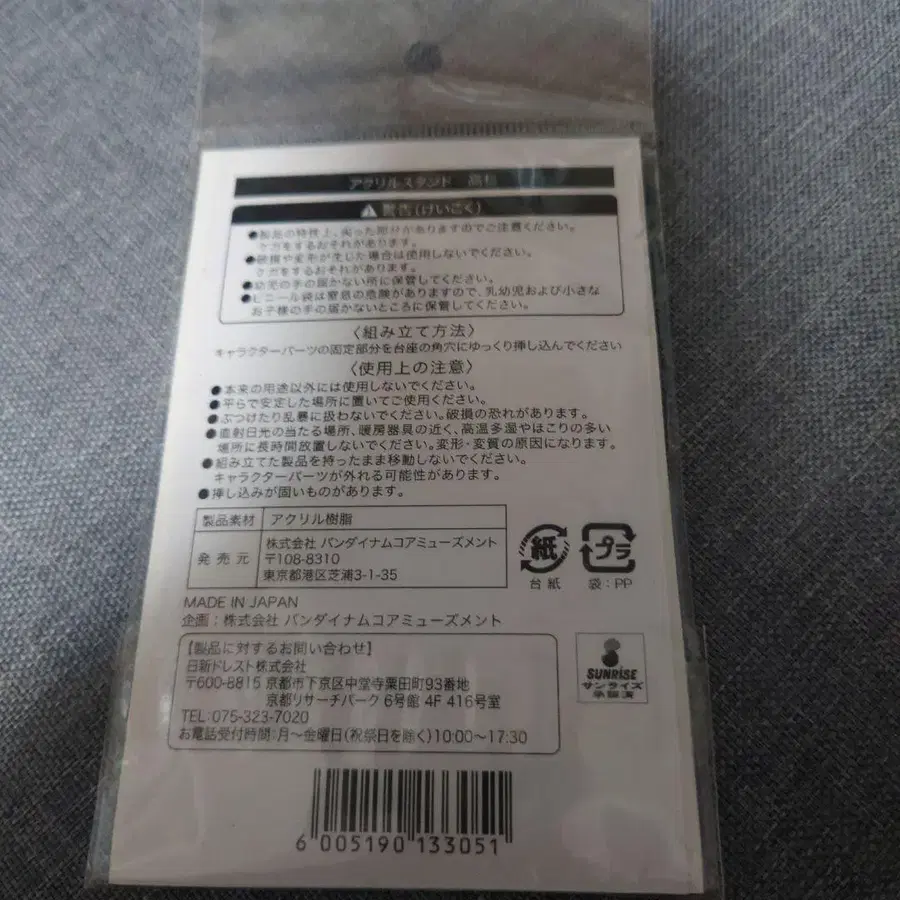 アクリルスタンド 高
警告(けいこく)
●製品の特性上、尖った部分がありますのでご注意ください。
ケガをするおそれがあります。
●破損や変形が生じた場合は使用しないでください。
ケガをするおそれがあります。
●幼児の手の届かない所に保管してください。
●ビニール袋は窒息の危険がありますので、乳幼児および小さな
お子様の手の届かないところに保管してください。
〈組み立て方法〉
キャラクターパーツの固定部分を台座の角穴にゆっくり挿し込んでください
〈使用上の注意〉
●本来の用途以外には使用しないでください。
●平らで安定した場所に置いてご使用ください。
●ぶつけたり乱暴に扱わないでください。破損の恐れがあります。
●直射日光の当たる場所、暖房器具の近く、高温多湿やほこりの多い
場所に長時間放置しないでください。変形・変質の原因になります。
●組み立てた製品を持ったまま移動しないでください。
キャラクターパーツが外れる可能性があります。
●挿し込みが固いものがあります。
製品素材 アクリル樹脂
発売元 株式会社 バンダイナムコアミューズメント
〒108-8310
東京都港区芝浦3-1-35
紙 プラ
台紙 袋:PP
MADE IN JAPAN
企画:株式会社 バンダイナムコアミューズメント
【製品に対するお問い合わせ】
日新ドレスト株式会社
〒600-8815 京都市下京区中堂寺粟田町93番地
京都リサーチパーク 6号館 4F 416号室
TEL:075-323-7020
お電話受付時間:月〜金曜日(祝祭日を除く)10:00〜17:30
SUNRISE
サンライズ
承認済
6 005190 133051